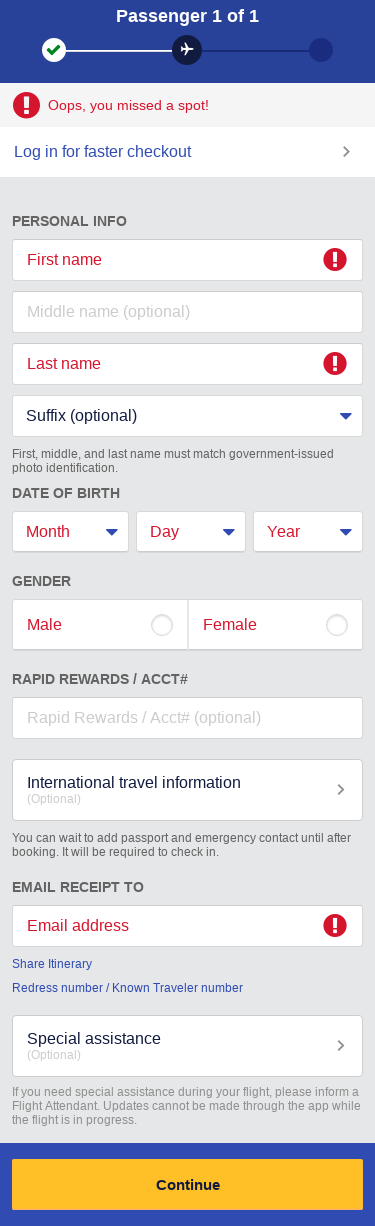 Passenger 1 of 1
Oops, you missed a spot!
Log in for faster checkout
PERSONAL INFO
First name
Middle name (optional)
Last name
Suffix (optional)
First, middle, and last name must match government-issued
photo identification.
DATE OF BIRTH
Month Day Year
GENDER
Male Female
RAPID REWARDS / ACCT#
Rapid Rewards / Acct# (optional)
International travel information
(Optional)
You can wait to add passport and emergency contact until after
booking. It will be required to check in.
EMAIL RECEIPT TO
Email address
Share Itinerary
Redress number / Known Traveler number
Special assistance
(Optional)
If you need special assistance during your flight, please inform a
Flight Attendant. Updates cannot be made through the app while
the flight is in progress.
Continue